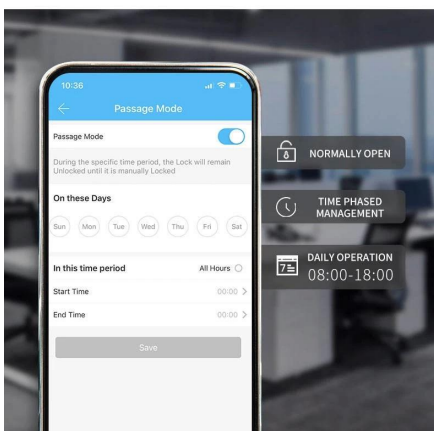 10:36
Passage Mode
Passage Mode
During the specific time period, the Lock will remain
Unlocked until it is manually Locked
On these Days
Sun Mon Tue Wed Thu Fri Sat
In this time period All Hours
Start Time 00:00
End Time 00:00
Save
NORMALLY OPEN
TIME PHASED
MANAGEMENT
DAILY OPERATION
08:00-18:00